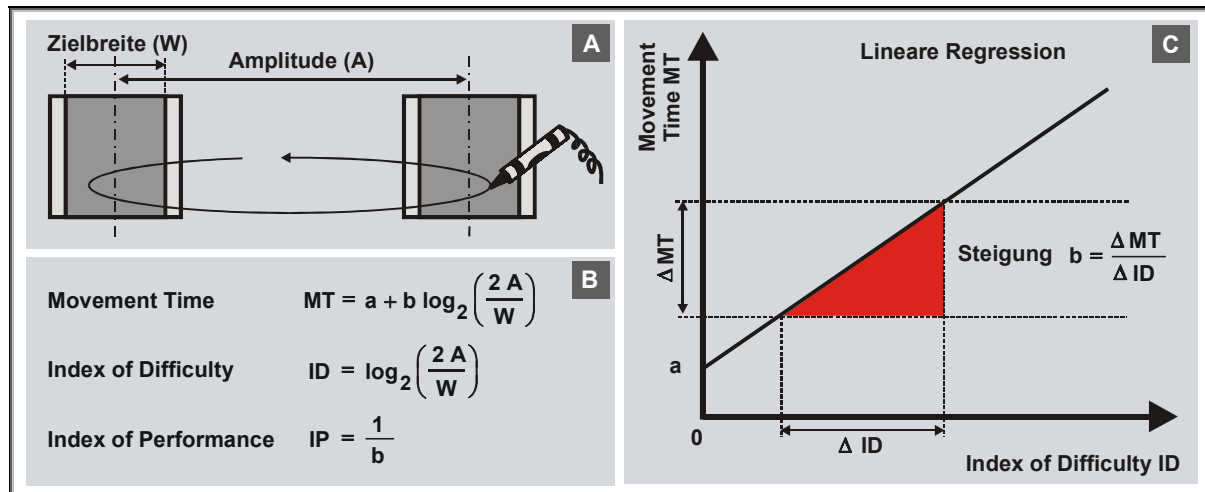 Zielbreite (W)
Amplitude (A)
A
B
Movement Time MT = a + b log₂(2 A / W)
Index of Difficulty ID = log₂(2 A / W)
Index of Performance IP = 1 / b
C
Lineare Regression
Movement
Time MT
Δ MT
Steigung b = Δ MT / Δ ID
a
0
Δ ID
Index of Difficulty ID